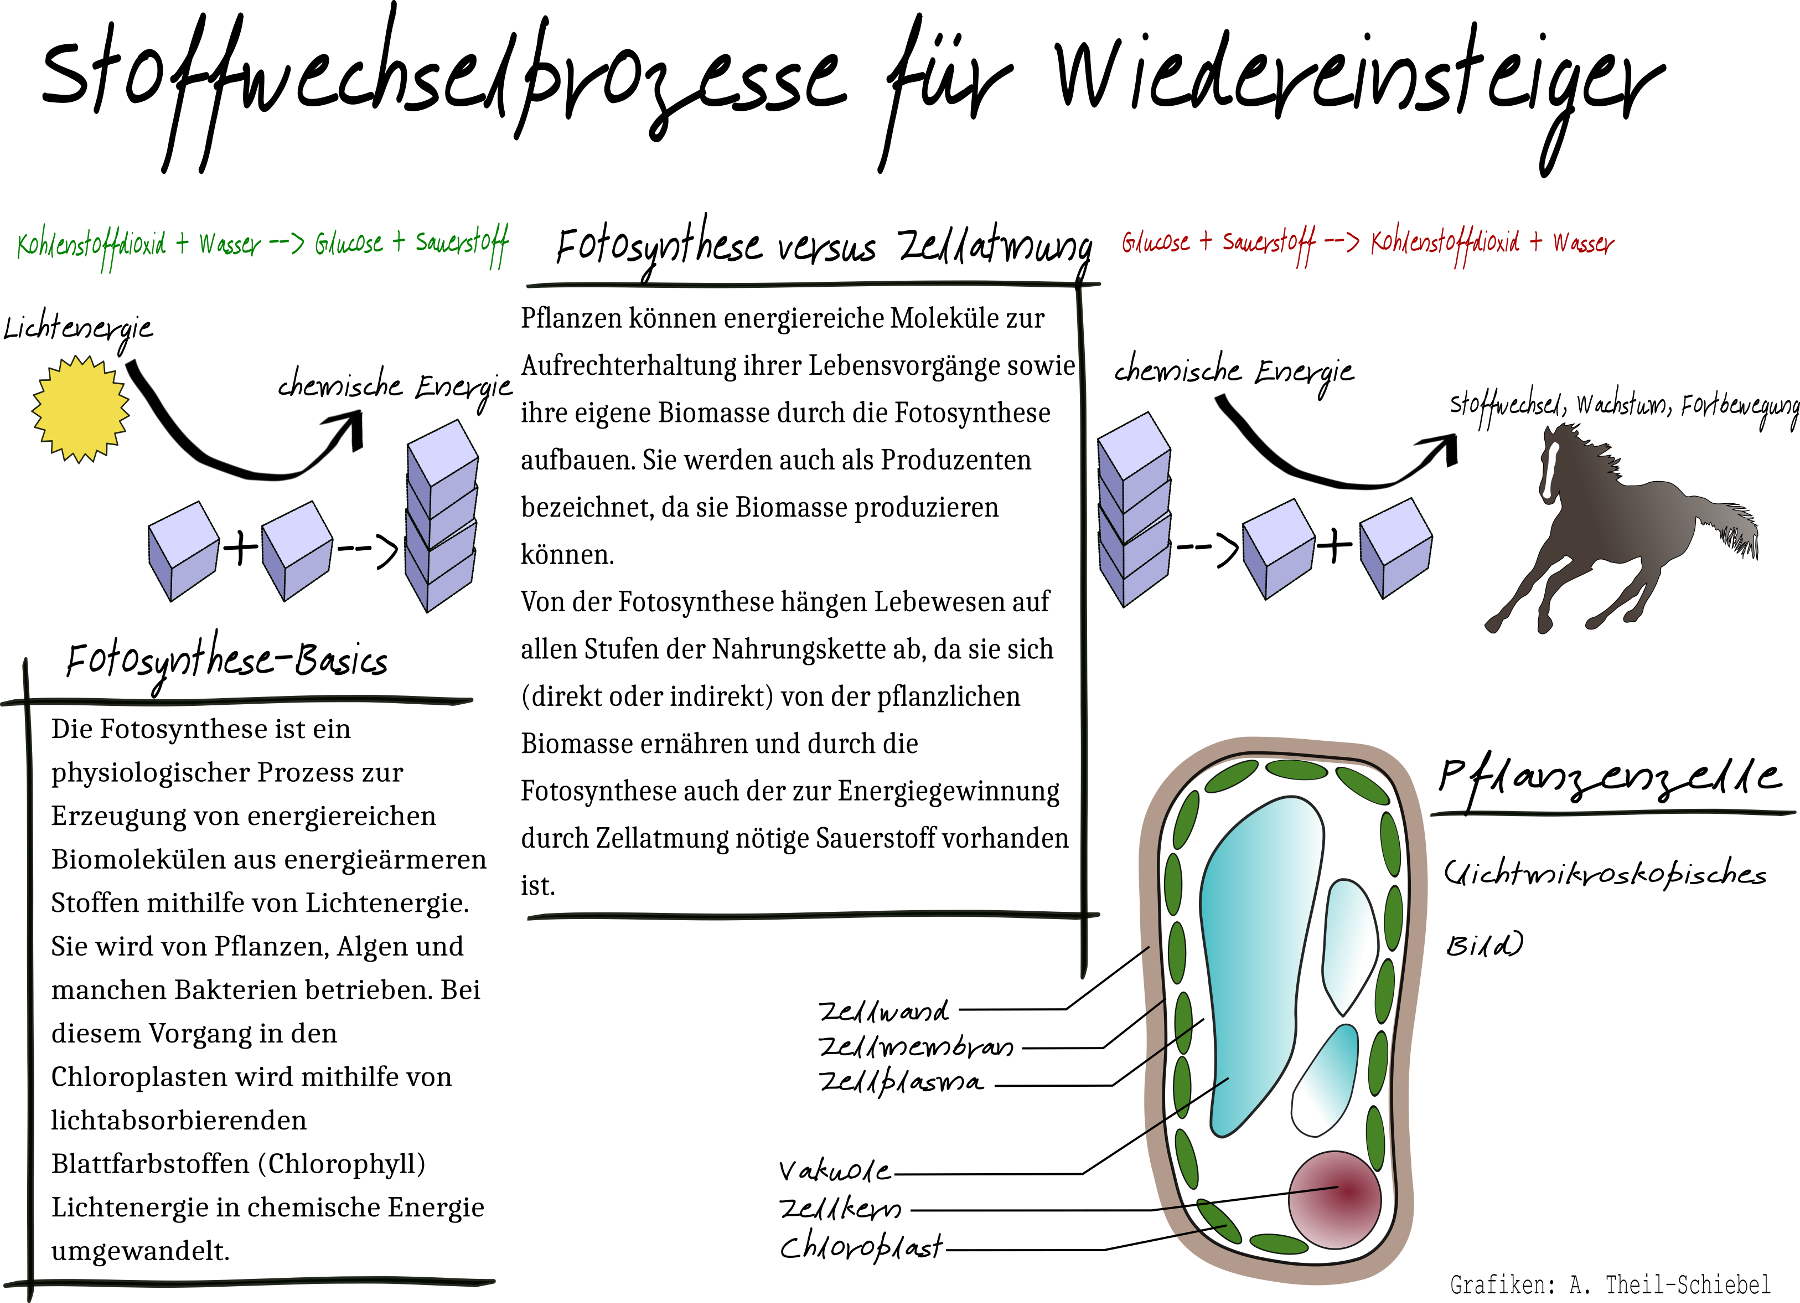 Stoffwechselprozesse für Wiedereinsteiger
Kohlenstoffdioxid + Wasser --> Glucose + Sauerstoff
Lichtenergie
chemische Energie
+ -->
Fotosynthese versus Zellatmung
Pflanzen können energiereiche Moleküle zur
Aufrechterhaltung ihrer Lebensvorgänge sowie
ihre eigene Biomasse durch die Fotosynthese
aufbauen. Sie werden auch als Produzenten
bezeichnet, da sie Biomasse produzieren
können.
Von der Fotosynthese hängen Lebewesen auf
allen Stufen der Nahrungskette ab, da sie sich
(direkt oder indirekt) von der pflanzlichen
Biomasse ernähren und durch die
Fotosynthese auch der zur Energiegewinnung
durch Zellatmung nötige Sauerstoff vorhanden
ist.
Glucose + Sauerstoff --> Kohlenstoffdioxid + Wasser
chemische Energie
Stoffwechsel, Wachstum, Fortbewegung
--> +
Fotosynthese-Basics
Die Fotosynthese ist ein
physiologischer Prozess zur
Erzeugung von energiereichen
Biomolekülen aus energieärmeren
Stoffen mithilfe von Lichtenergie.
Sie wird von Pflanzen, Algen und
manchen Bakterien betrieben. Bei
diesem Vorgang in den
Chloroplasten wird mithilfe von
lichtabsorbierenden
Blattfarbstoffen (Chlorophyll)
Lichtenergie in chemische Energie
umgewandelt.
Pflanzenzelle
(lichtmikroskopisches
Bild)
Zellwand
Zellmembran
Zellplasma
Vakuole
Zellkern
Chloroplast
Grafiken: A. Theil-Schiebel